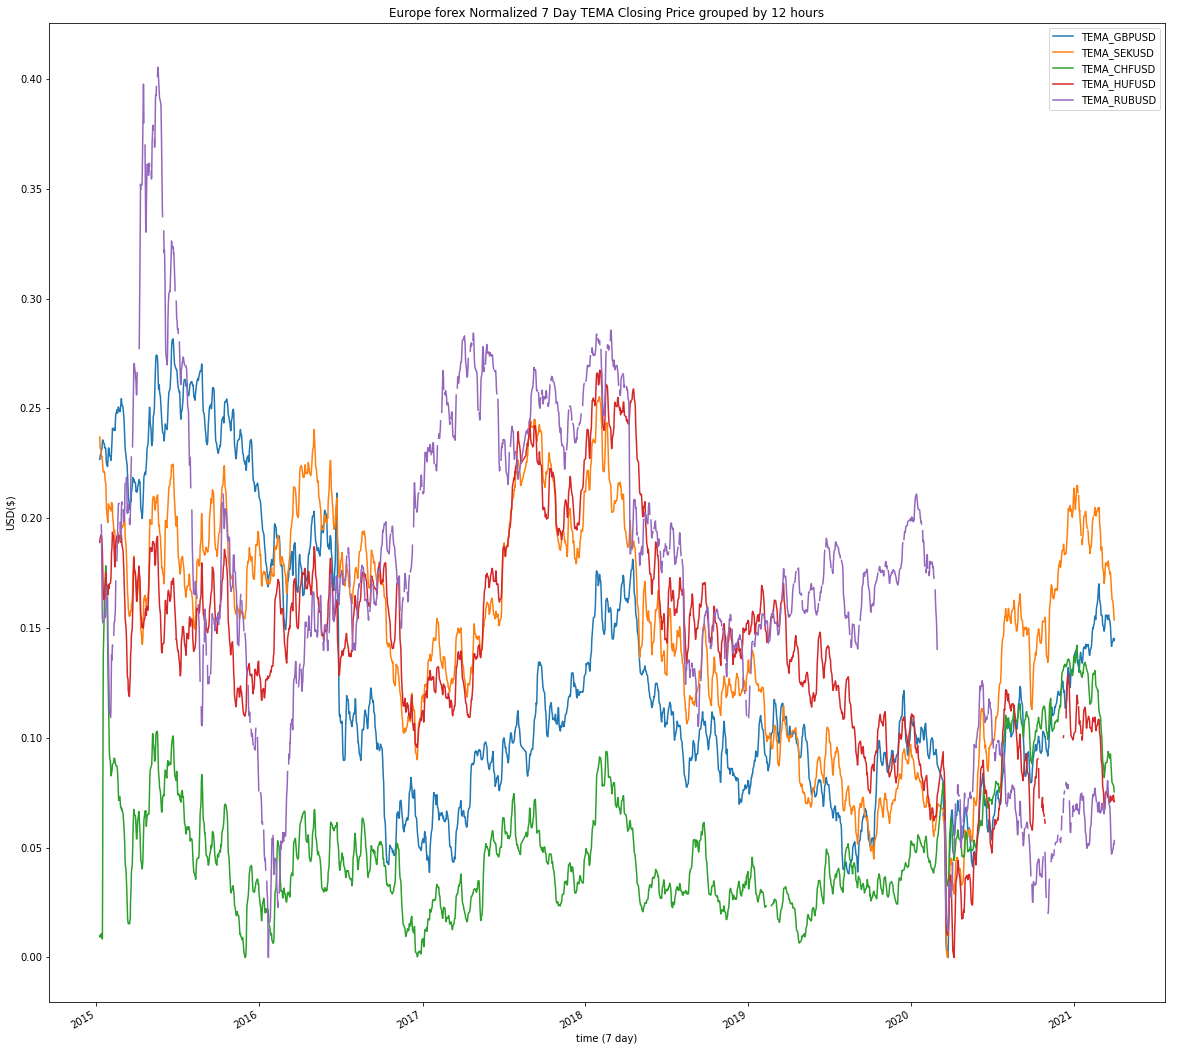 Europe forex Normalized 7 Day TEMA Closing Price grouped by 12 hours
TEMA_GBPUSD
TEMA_SEKUSD
TEMA_CHFUSD
TEMA_HUFUSD
TEMA_RUBUSD
USD($)
0.40
0.35
0.30
0.25
0.20
0.15
0.10
0.05
0.00
2015
2016
2017
2018
2019
2020
2021
time (7 day)